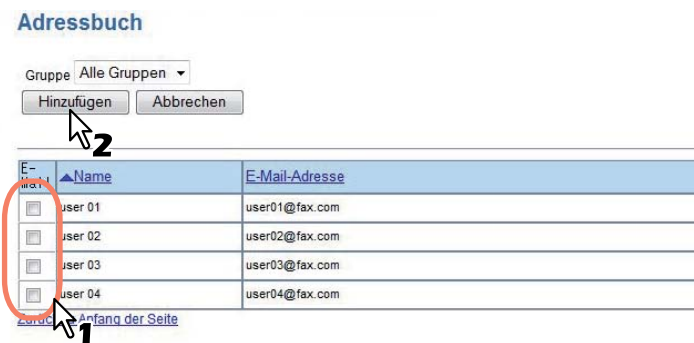 Adressbuch
Gruppe Alle Gruppen
Hinzufügen Abbrechen
2
E-Mail Name E-Mail-Adresse
user 01 user01@fax.com
user 02 user02@fax.com
user 03 user03@fax.com
user 04 user04@fax.com
Anfang der Seite
1